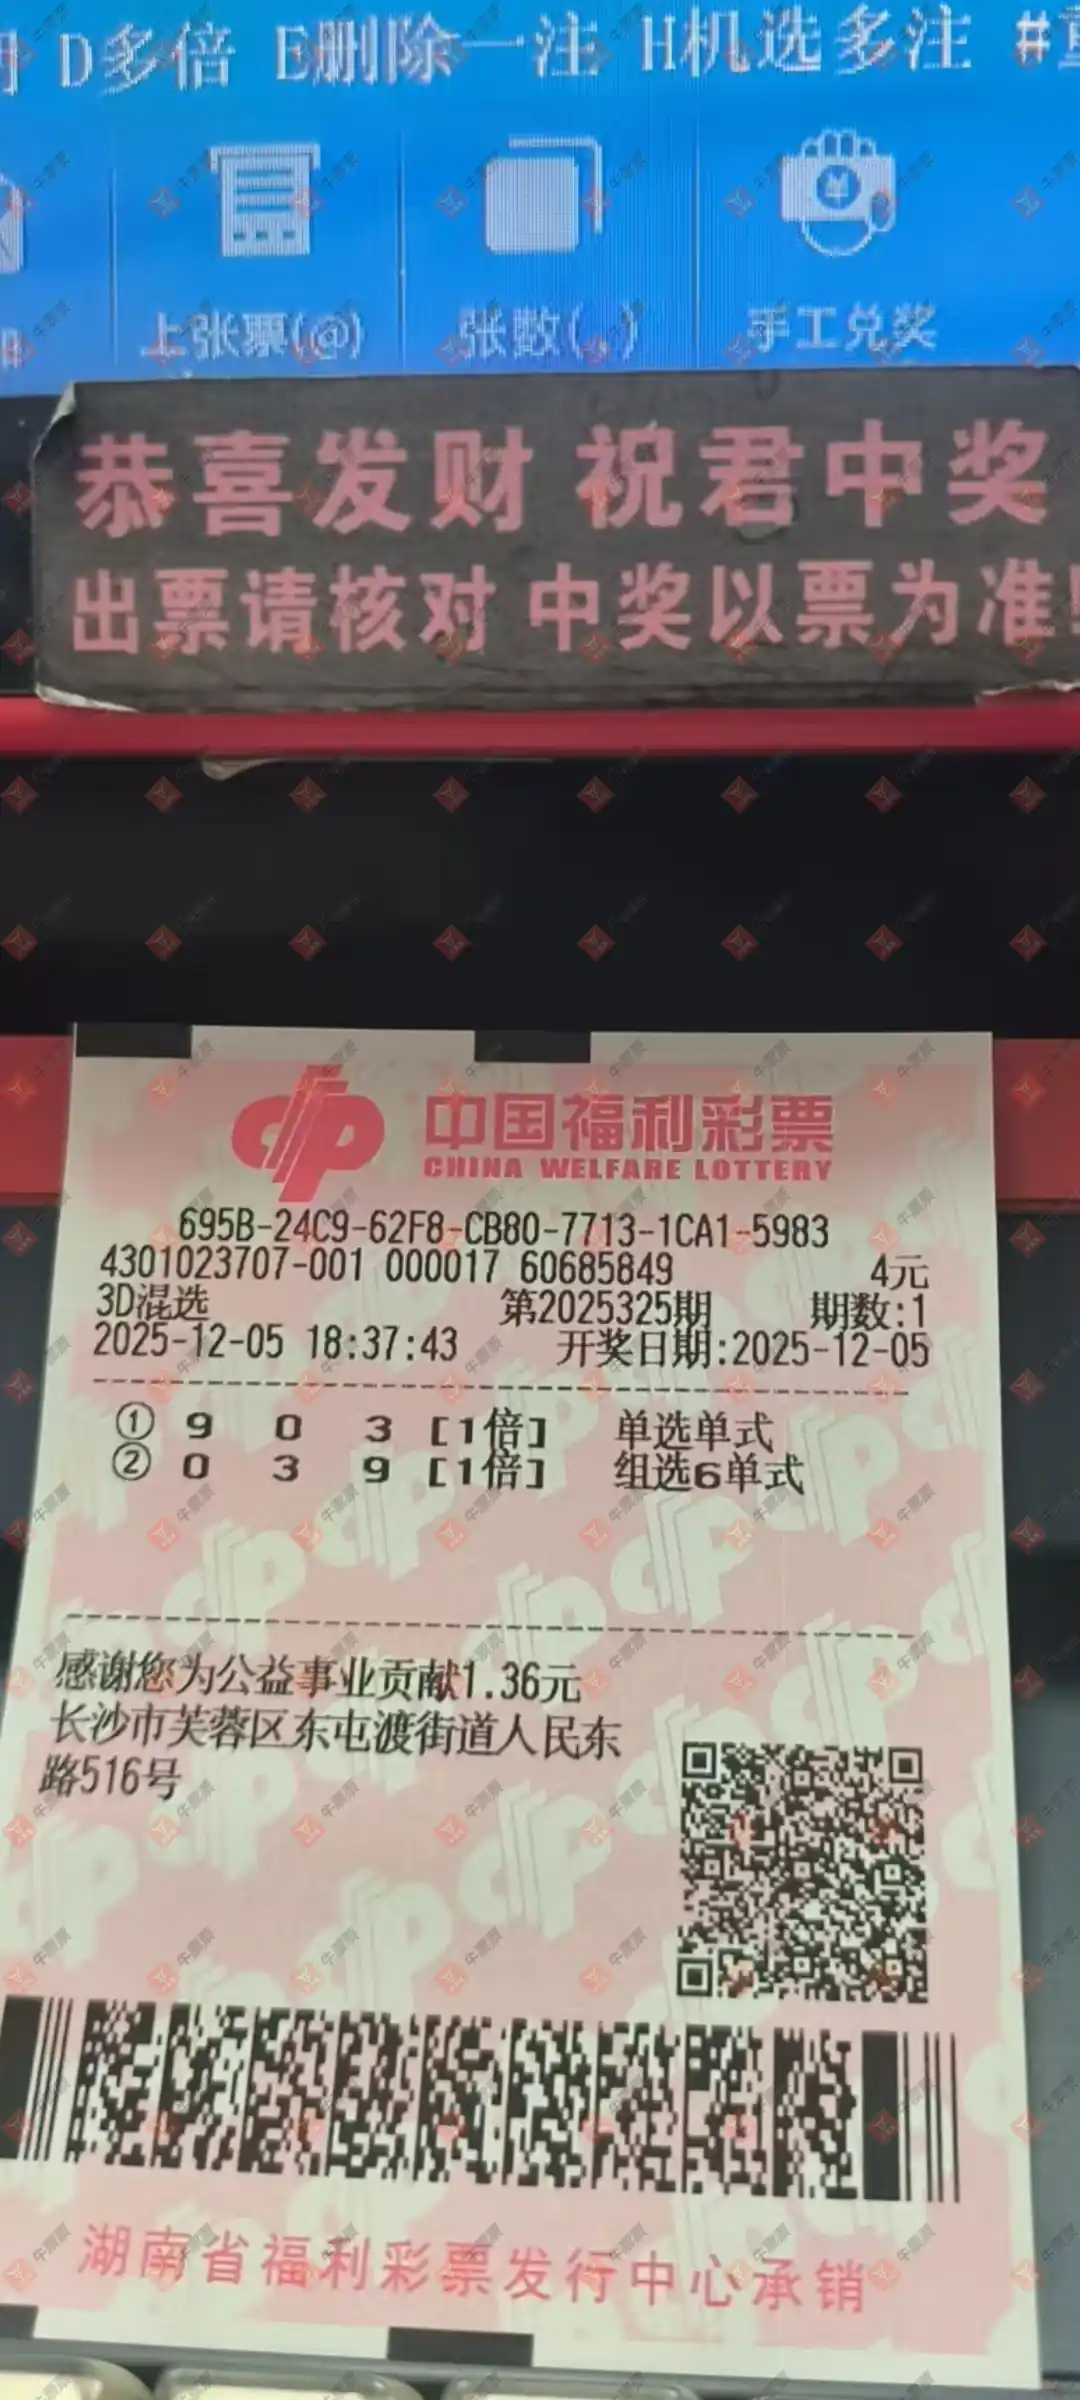 D多倍 E删除一注 H机选多注 #重
上张票(@) 张数(,) 手工兑奖
恭喜发财 祝君中奖
出票请核对 中奖以票为准!
中国福利彩票
CHINA WELFARE LOTTERY
695B-24C9-62F8-CB80-7713-1CA1-5983
4301023707-001 000017 60685849 4元
3D混选 第2025325期 期数:1
2025-12-05 18:37:43 开奖日期:2025-12-05
① 9 0 3 [1倍] 单选单式
② 0 3 9 [1倍] 组选6单式
感谢您为公益事业贡献1.36元
长沙市芙蓉区东屯渡街道人民东
路516号
湖南省福利彩票发行中心承销
牛票票